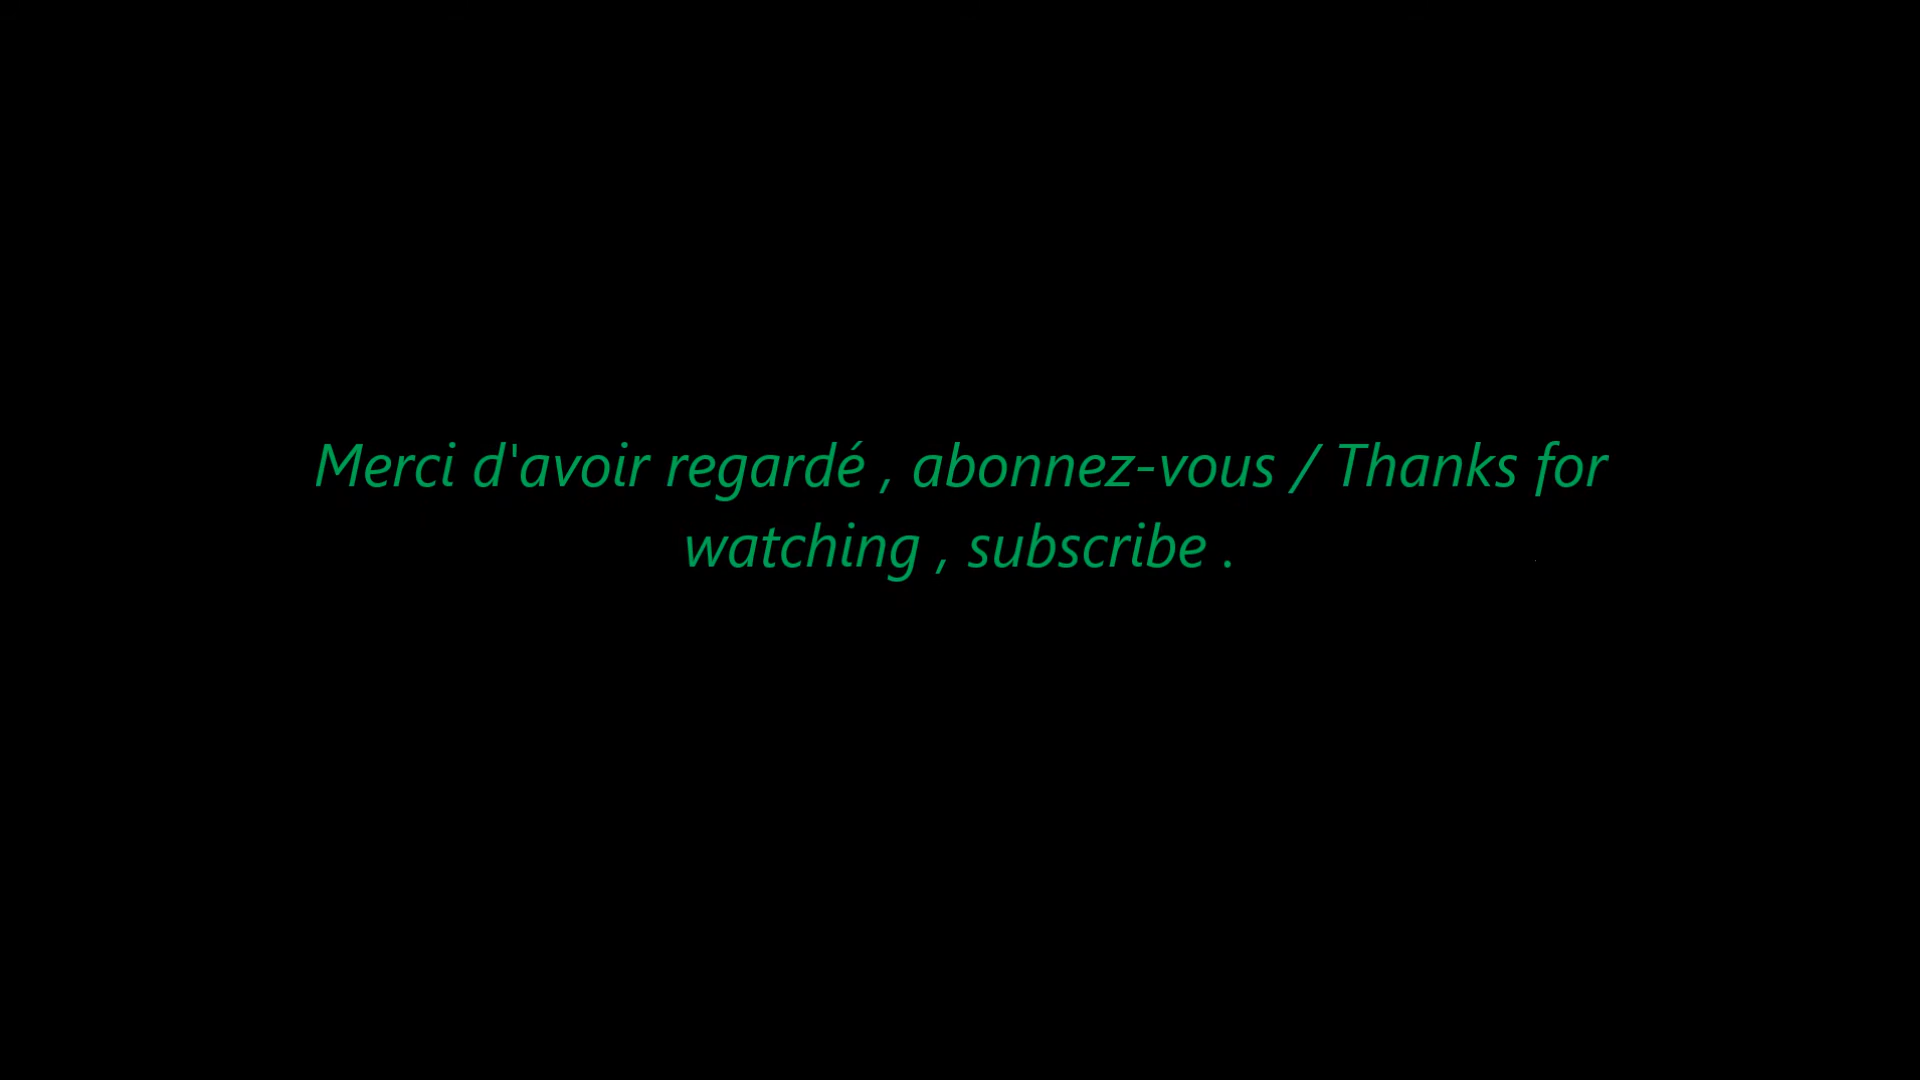 Merci d'avoir regardé , abonnez-vous / Thanks for
watching , subscribe .